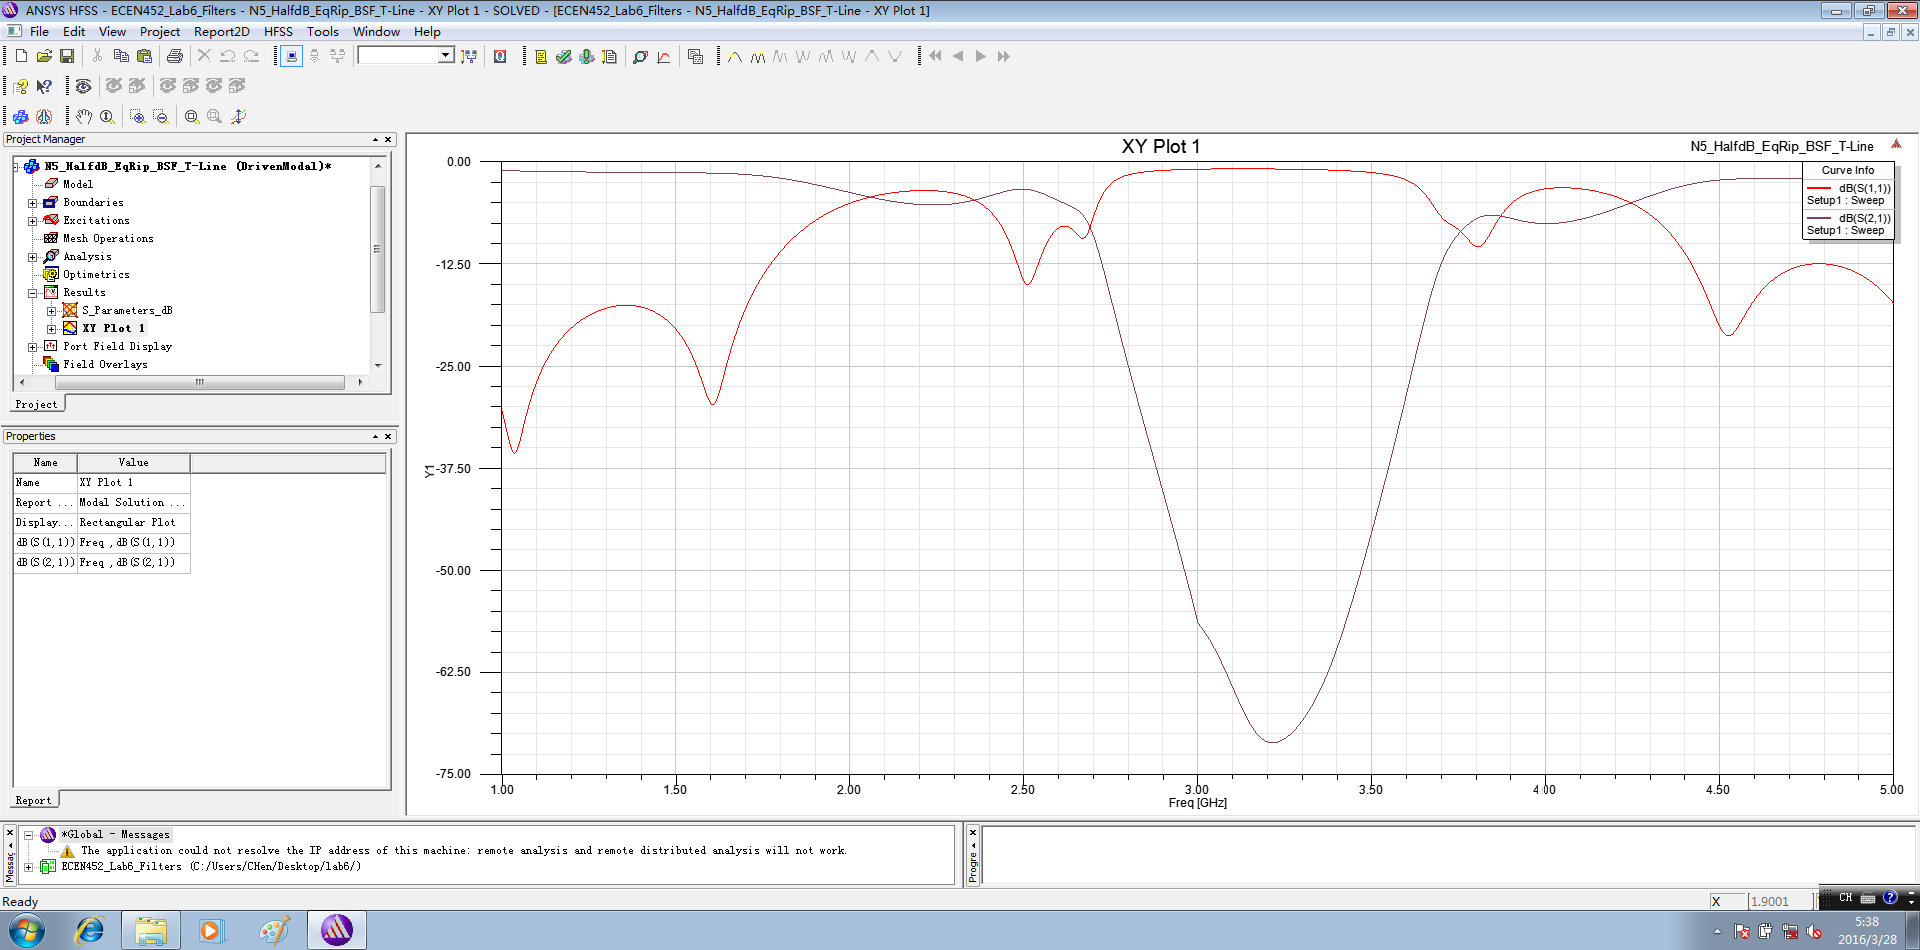 ANSYS HFSS - ECEN452_Lab6_Filters - N5_HalfdB_EqRip_BSF_T-Line - XY Plot 1 - SOLVED - [ECEN452_Lab6_Filters - N5_HalfdB_EqRip_BSF_T-Line - XY Plot 1]
File Edit View Project Report2D HFSS Tools Window Help
Project Manager
N5_HalfdB_EqRip_BSF_T-Line (DrivenModal)*
Model
Boundaries
Excitations
Mesh Operations
Analysis
Optimetrics
Results
S_Parameters_dB
XY Plot 1
Port Field Display
Field Overlays
Project
Properties
Name Value
Name XY Plot 1
Report ... Modal Solution ...
Display... Rectangular Plot
dB(S(1,1)) Freq ,dB(S(1,1))
dB(S(2,1)) Freq ,dB(S(2,1))
Report
XY Plot 1
N5_HalfdB_EqRip_BSF_T-Line
Curve Info
dB(S(1,1))
Setup1 : Sweep
dB(S(2,1))
Setup1 : Sweep
0.00
-12.50
-25.00
-37.50
-50.00
-62.50
-75.00
Y1
1.00 1.50 2.00 2.50 3.00 3.50 4.00 4.50 5.00
Freq [GHz]
Messag
*Global - Messages
The application could not resolve the IP address of this machine: remote analysis and remote distributed analysis will not work.
ECEN452_Lab6_Filters (C:/Users/CHen/Desktop/lab6/)
Progre
Ready
X 1.9001
CH
5:38
2016/3/28